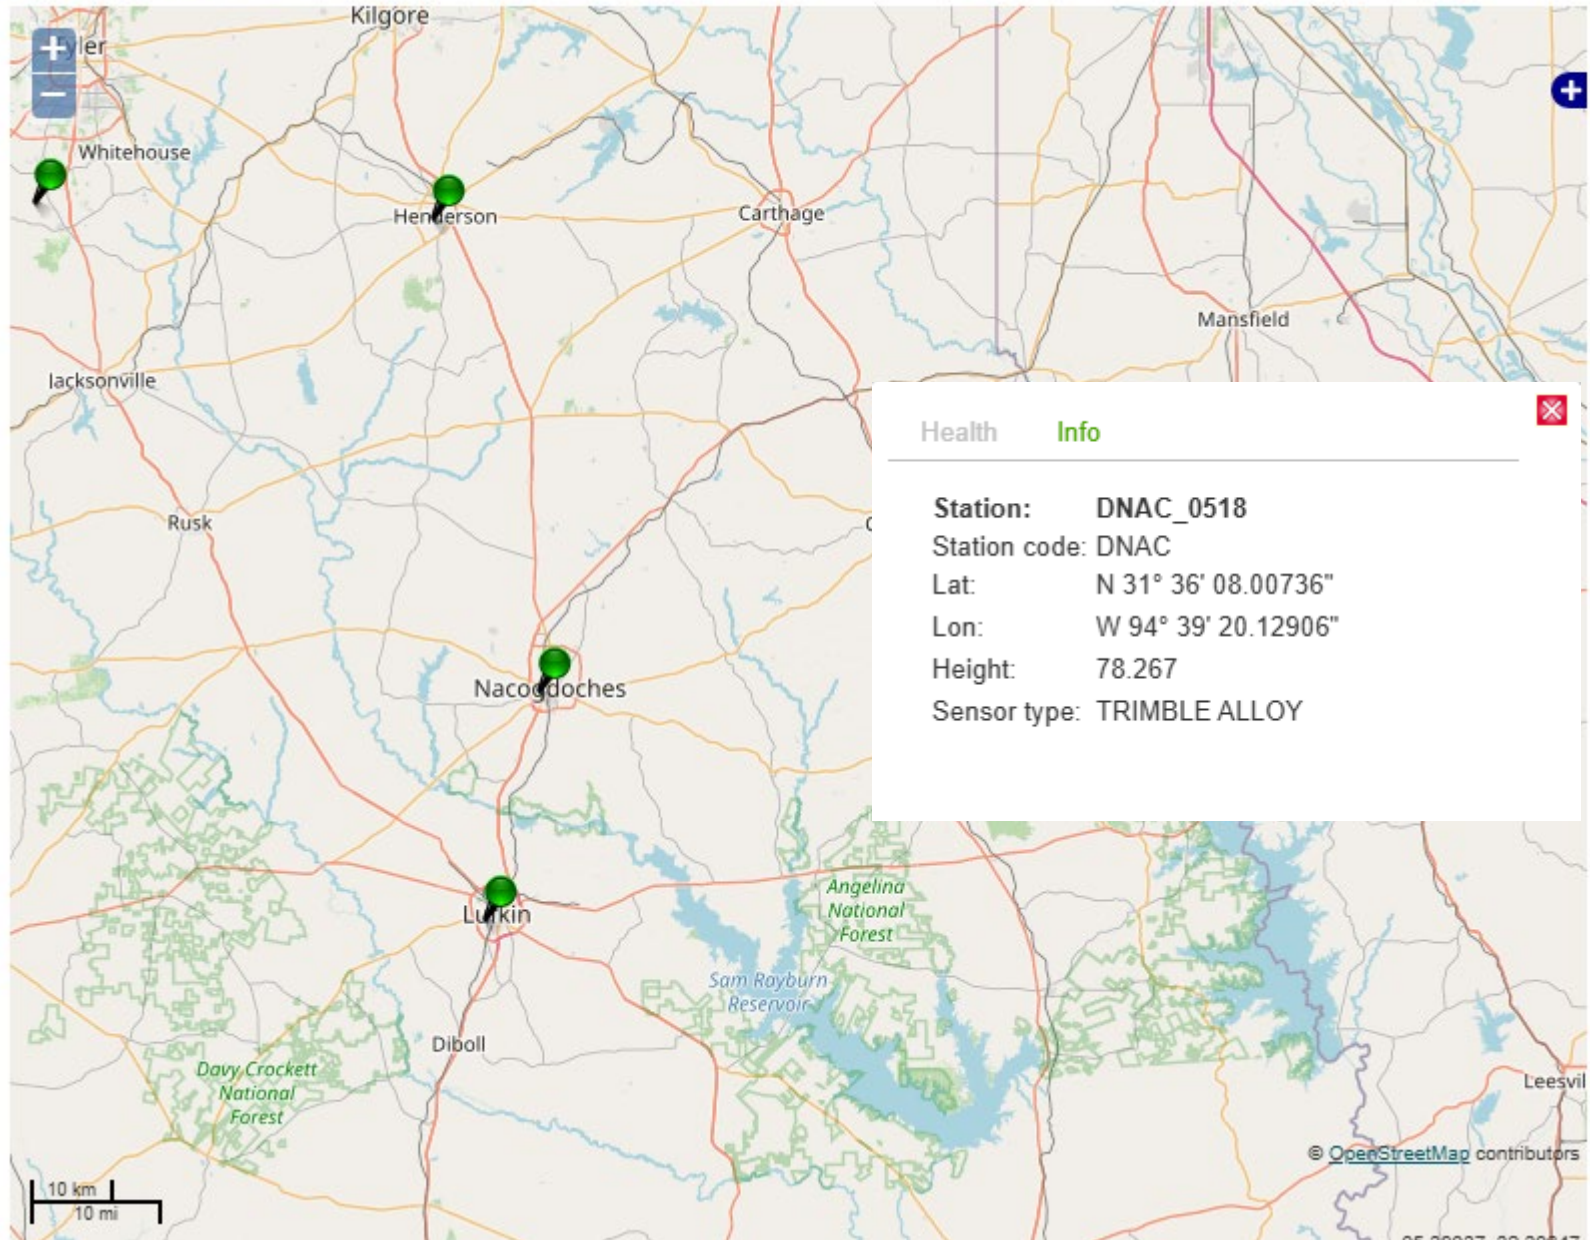 Kilgore
+
Tyler
−
+
Whitehouse
Henderson
Carthage
Mansfield
Jacksonville
Health Info
Station: DNAC_0518
Station code: DNAC
Lat: N 31° 36' 08.00736"
Lon: W 94° 39' 20.12906"
Height: 78.267
Sensor type: TRIMBLE ALLOY
Rusk
Nacogdoches
Angelina
National
Forest
Lufkin
Sam Rayburn
Reservoir
Diboll
Davy Crockett
National
Forest
Leesvil
© OpenStreetMap contributors
10 km
10 mi